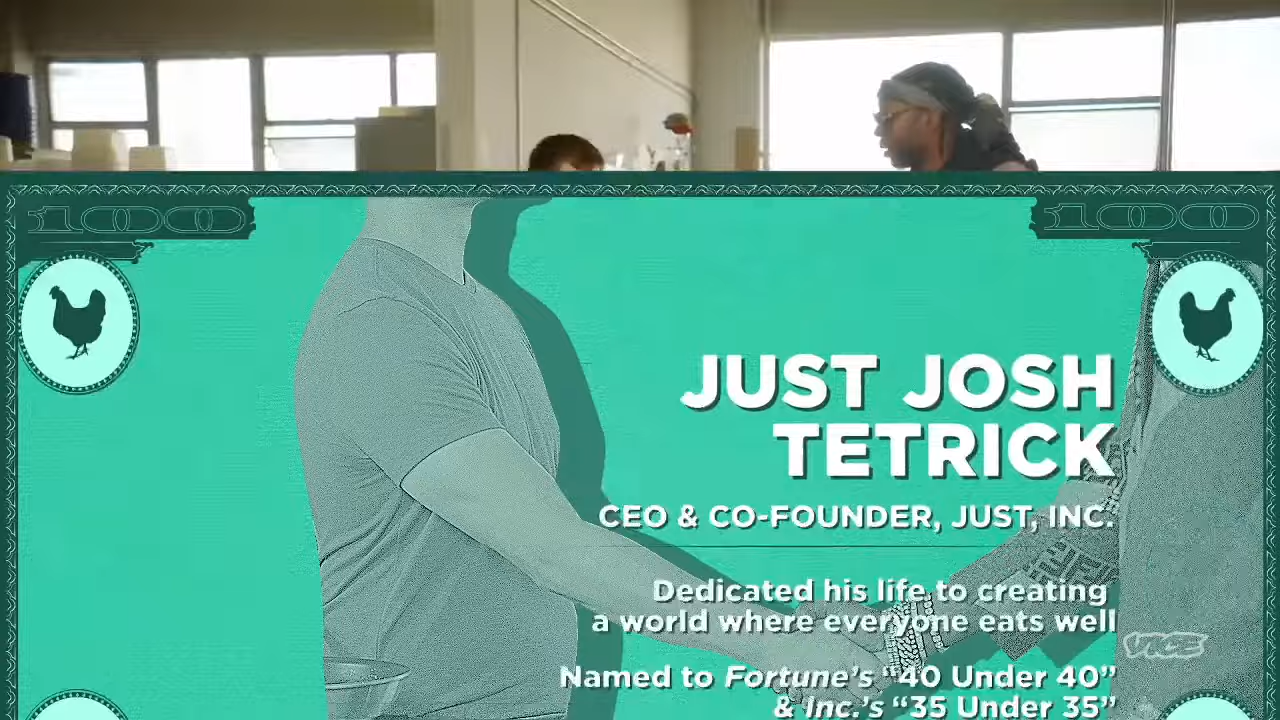 100
100
JUST JOSH
TETRICK
CEO & CO-FOUNDER, JUST, INC.
Dedicated his life to creating
a world where everyone eats well
VICE
Named to Fortune's “40 Under 40”
& Inc.'s “35 Under 35”